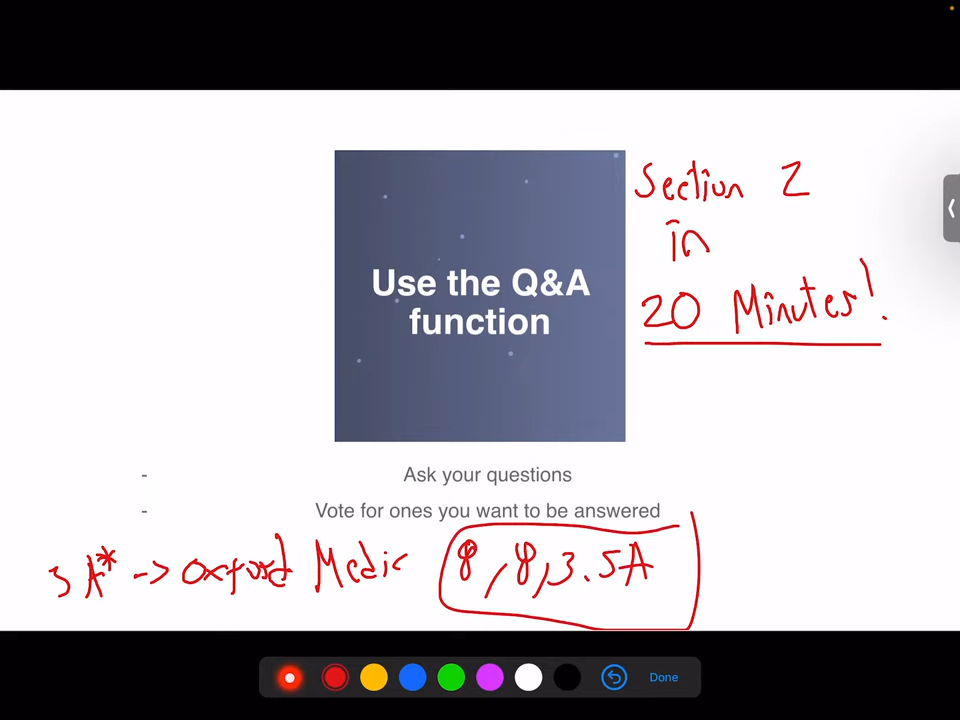 Use the Q&A
function
Section 2
in
20 Minutes!
- Ask your questions
- Vote for ones you want to be answered
3 A* -> Oxford Medic 8, 8, 3.5A
Done